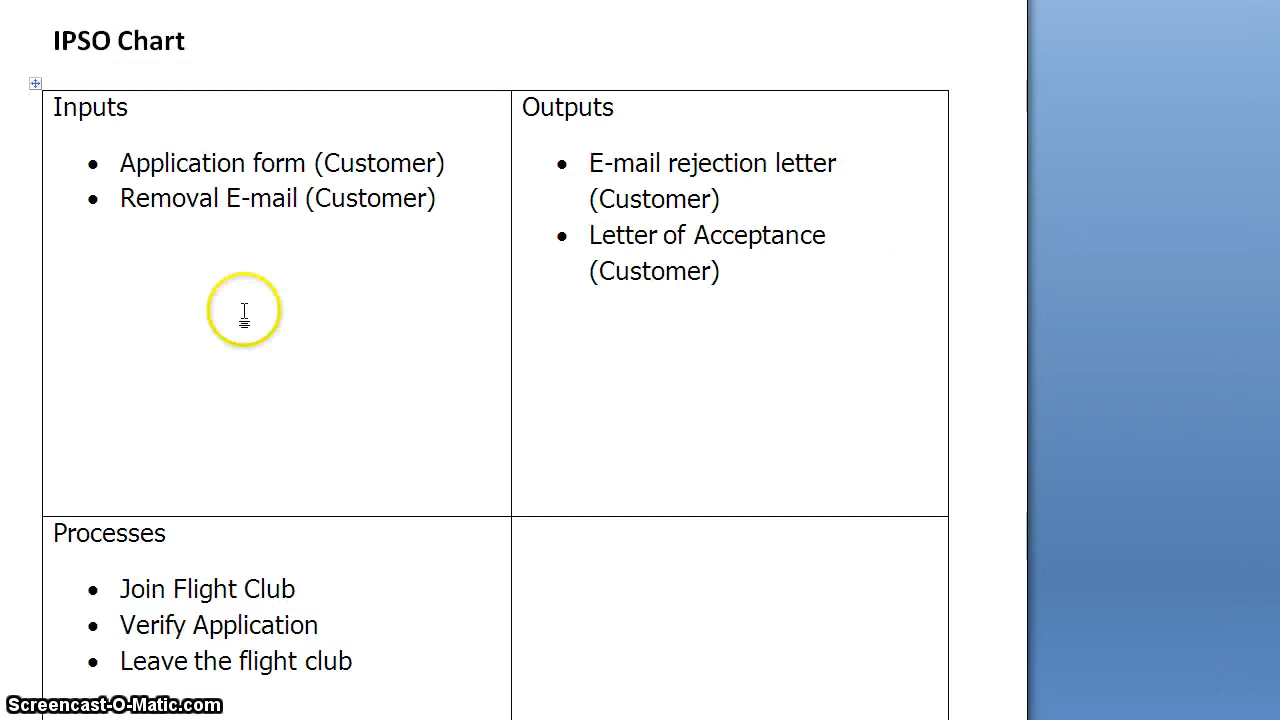 IPSO Chart
Inputs
• Application form (Customer)
• Removal E-mail (Customer)
Outputs
• E-mail rejection letter
(Customer)
• Letter of Acceptance
(Customer)
Processes
• Join Flight Club
• Verify Application
• Leave the flight club
Screencast-O-Matic.com